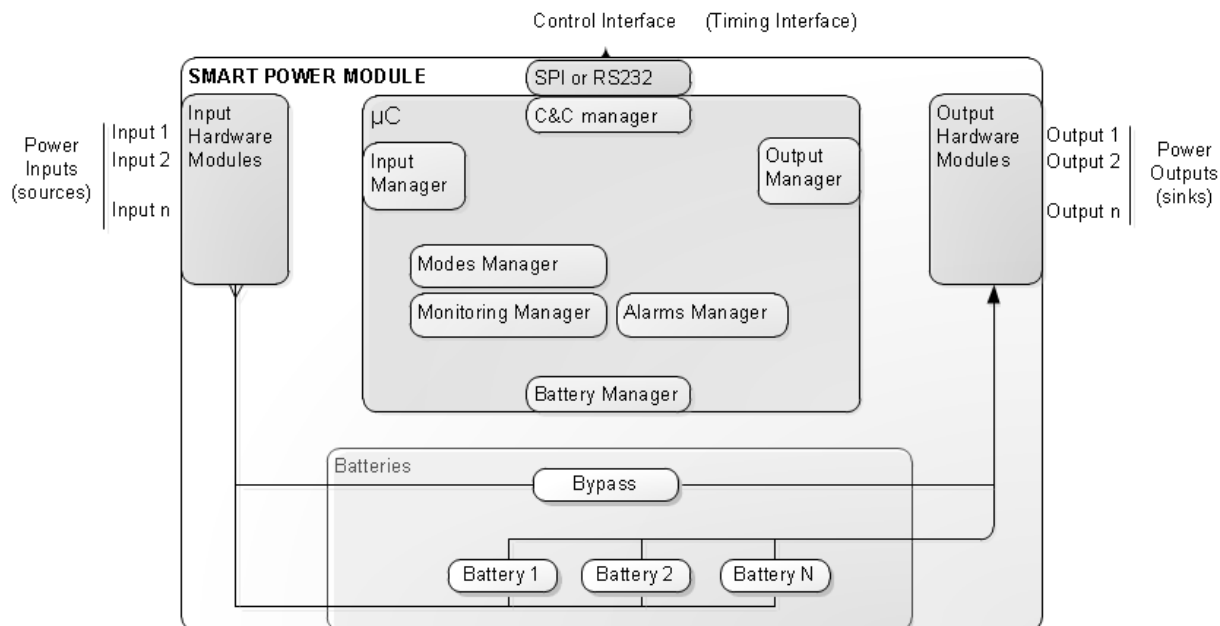 Control Interface (Timing Interface)
SMART POWER MODULE
SPI or RS232
C&C manager
µC
Input
Hardware
Modules
Power
Inputs
(sources)
Input 1
Input 2
Input n
Input
Manager
Output
Manager
Output
Hardware
Modules
Output 1
Output 2
Output n
Power
Outputs
(sinks)
Modes Manager
Monitoring Manager
Alarms Manager
Battery Manager
Batteries
Bypass
Battery 1
Battery 2
Battery N